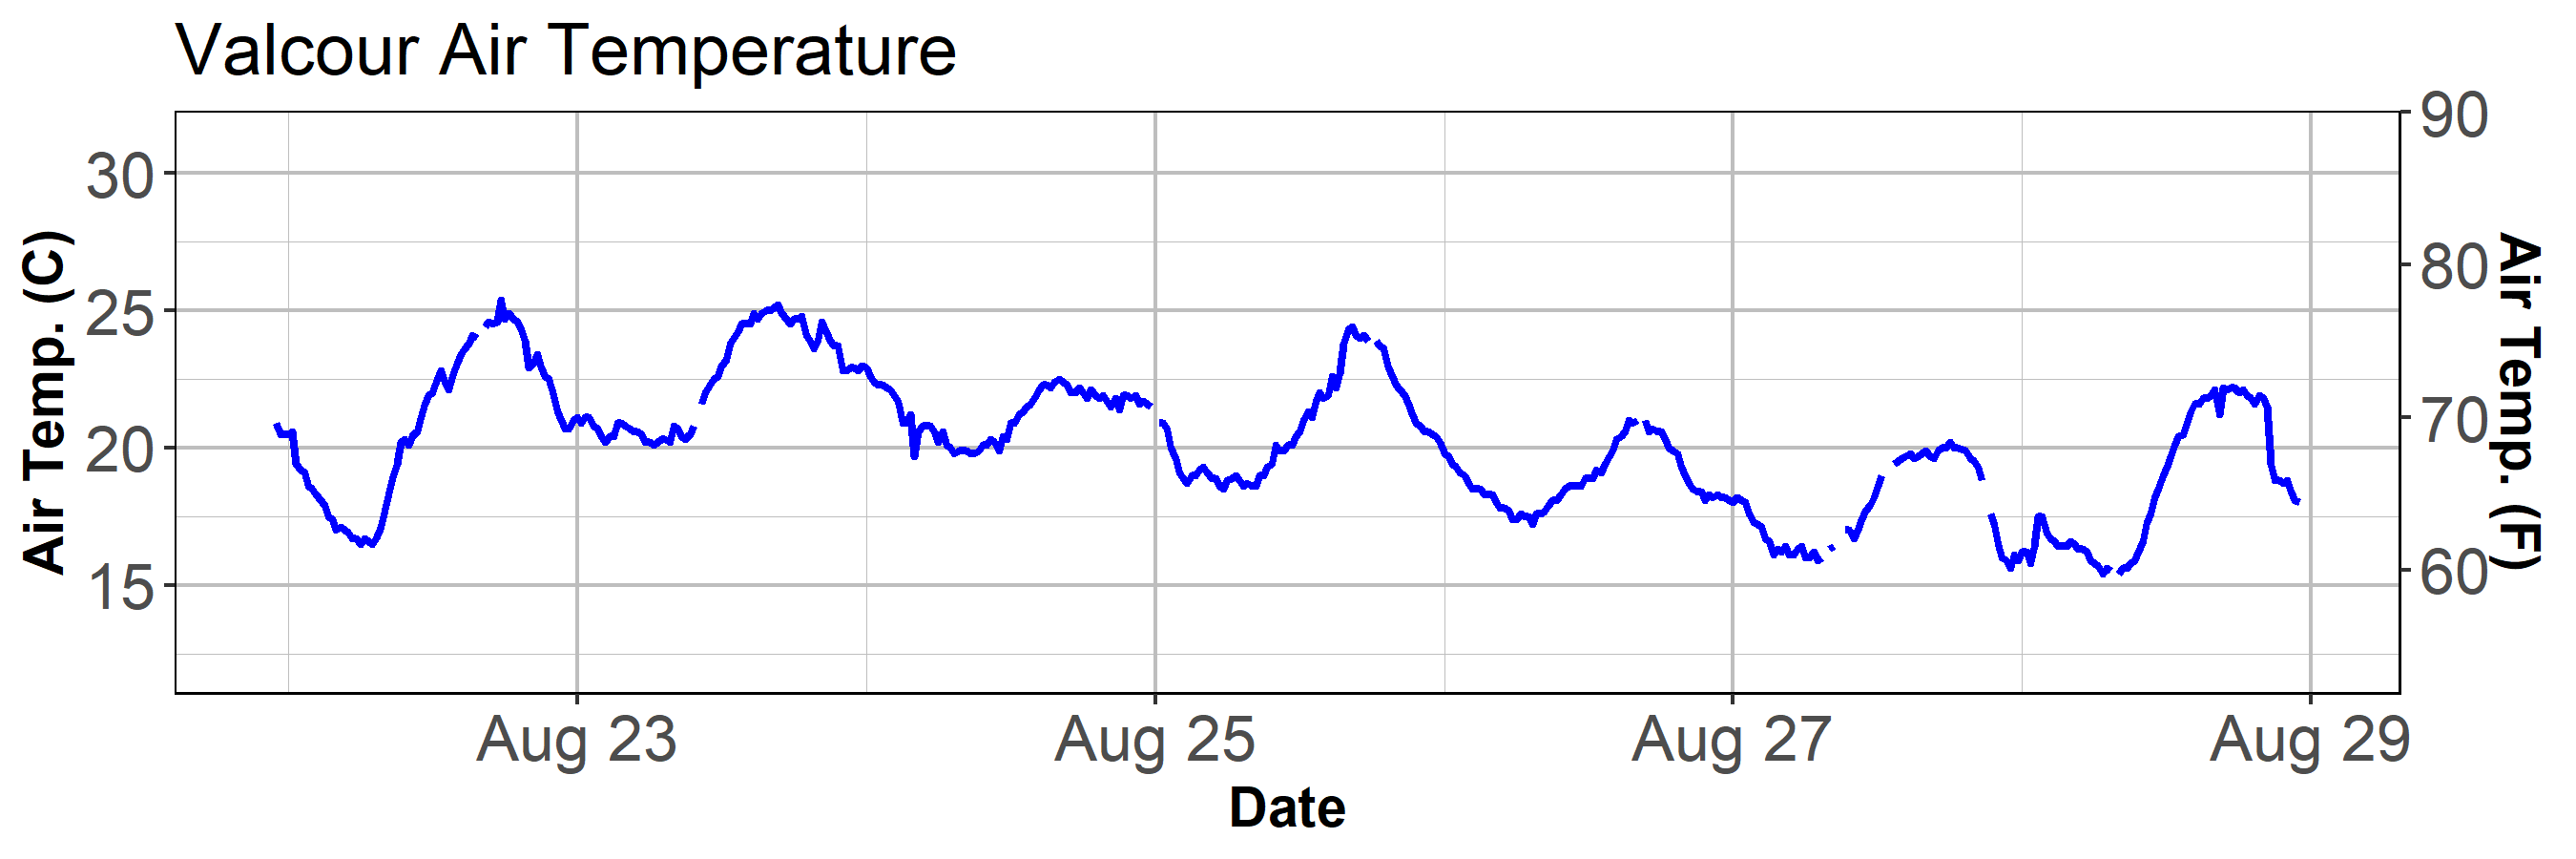 Valcour Air Temperature
Air Temp. (C)
30
25
20
15
90
80
70
60
Air Temp. (F)
Aug 23 Aug 25 Aug 27 Aug 29
Date